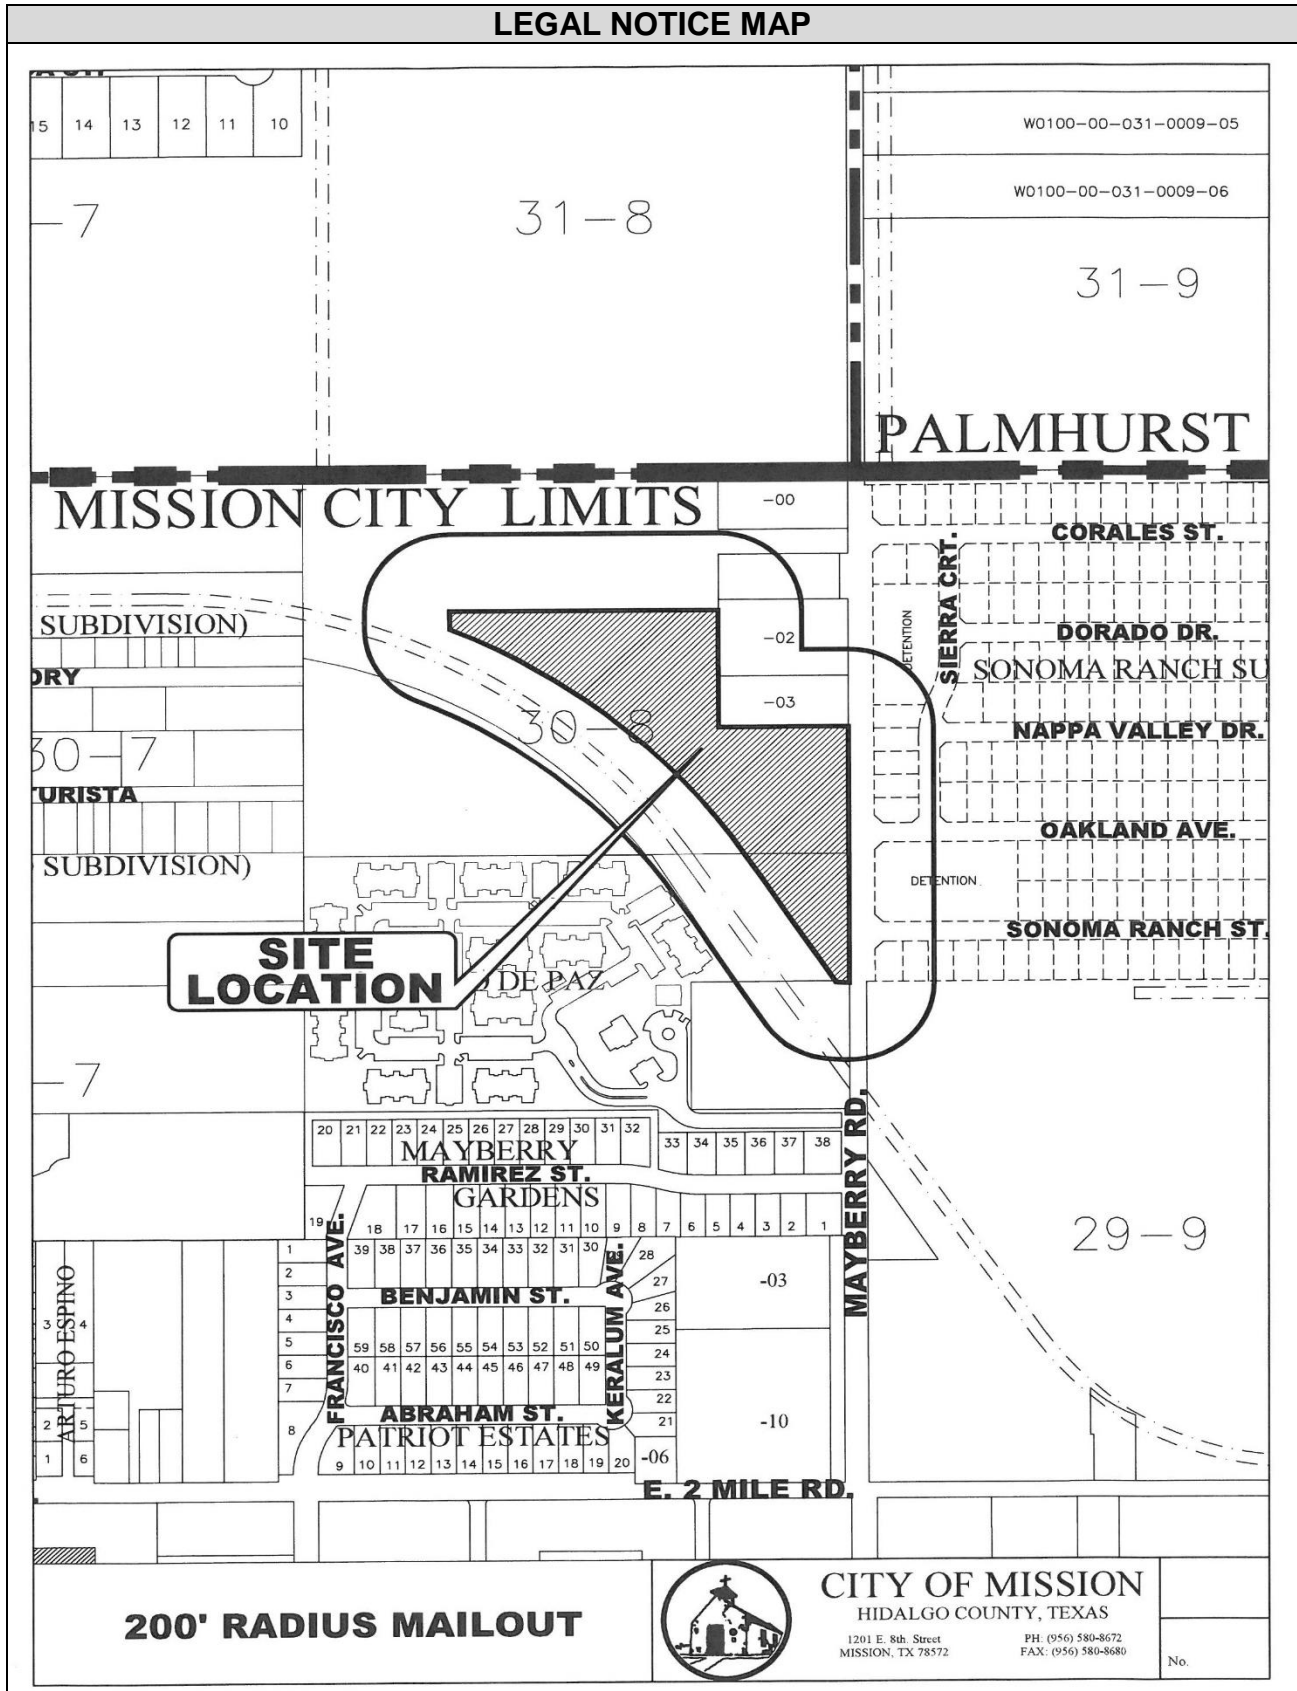 LEGAL NOTICE MAP
15 14 13 12 11 10
W0100-00-031-0009-05
W0100-00-031-0009-06
-7
31-8
31-9
PALMHURST
MISSION CITY LIMITS
-00
CORALES ST.
SIERRA CRT.
DETENTION
SUBDIVISION)
-02
DORADO DR.
SONOMA RANCH SU
ORY
-03
30-8
NAPPA VALLEY DR.
30-7
TURISTA
OAKLAND AVE.
SUBDIVISION)
DETENTION
SONOMA RANCH ST.
SITE
LOCATION
DE PAZ
-7
MAYBERRY RD.
20 21 22 23 24 25 26 27 28 29 30 31 32
33 34 35 36 37 38
MAYBERRY
RAMIREZ ST.
GARDENS
19 18 17 16 15 14 13 12 11 10 9 8 7 6 5 4 3 2 1
29-9
FRANCISCO AVE.
KERALUM AVE.
39 38 37 36 35 34 33 32 31 30 29 28
1
2
3
4
5
6
7
8
27
26
25
24
23
22
21
-03
BENJAMIN ST.
59 58 57 56 55 54 53 52 51 50
40 41 42 43 44 45 46 47 48 49
ARTURO ESPINO
3 4
2 5
1 6
ABRAHAM ST.
PATRIOT ESTATES
-10
9 10 11 12 13 14 15 16 17 18 19 20
-06
E. 2 MILE RD.
200' RADIUS MAILOUT
CITY OF MISSION
HIDALGO COUNTY, TEXAS
1201 E. 8th. Street
MISSION, TX 78572
PH: (956) 580-8672
FAX: (956) 580-8680
No.